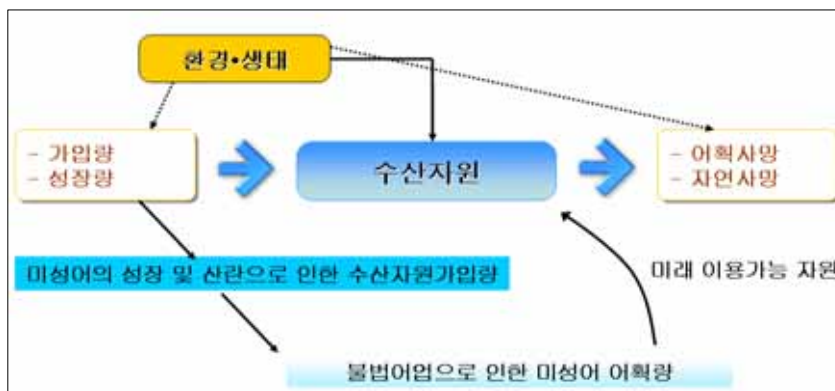 환경•생태
- 가입량
- 성장량
수산자원
- 어획사망
- 자연사망
미성어의 성장 및 산란으로 인한 수산자원가입량
미래 이용가능 자원
불법어업으로 인한 미성어 어획량